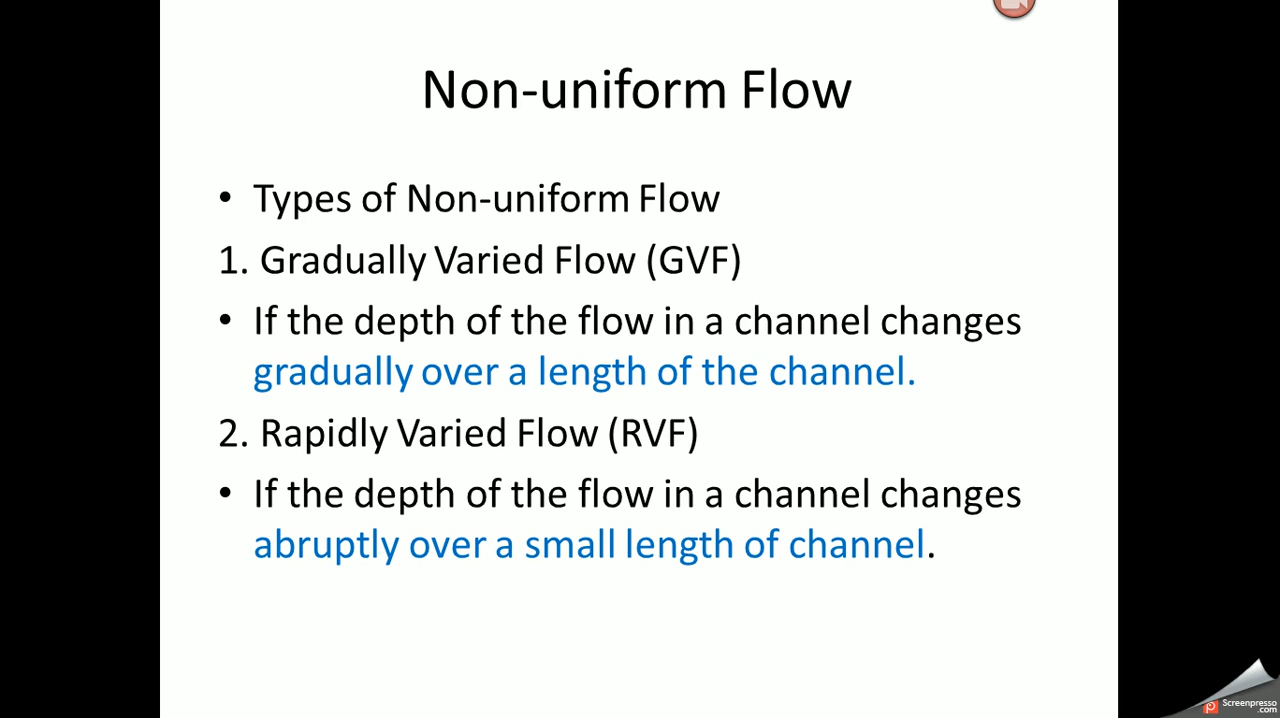 Non-uniform Flow
• Types of Non-uniform Flow
1. Gradually Varied Flow (GVF)
• If the depth of the flow in a channel changes
gradually over a length of the channel.
2. Rapidly Varied Flow (RVF)
• If the depth of the flow in a channel changes
abruptly over a small length of channel.
Screenpresso
.com